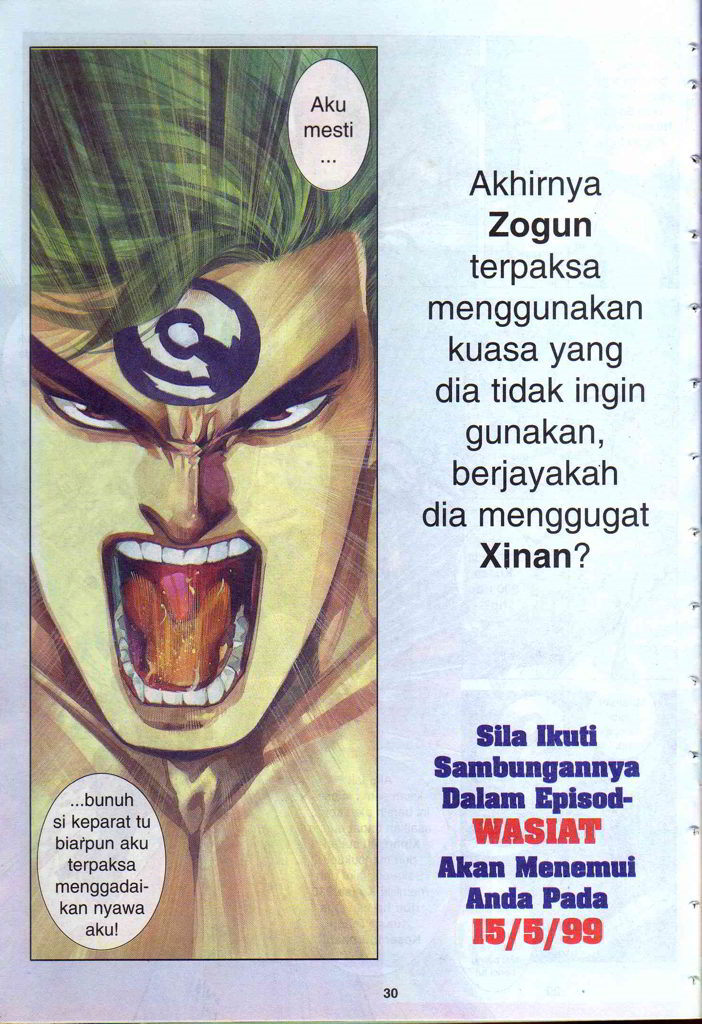 Aku
mesti
...
...bunuh
si keparat tu
biarpun aku
terpaksa
menggadai-
kan nyawa
aku!
Akhirnya
Zogun
terpaksa
menggunakan
kuasa yang
dia tidak ingin
gunakan,
berjayakah
dia menggugat
Xinan?
Sila Ikuti
Sambungannya
Dalam Episod-
WASIAT
Akan Menemui
Anda Pada
15/5/99
30